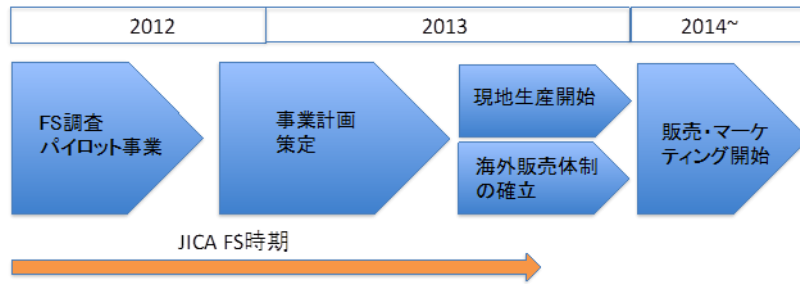 2012
2013
2014~
FS調査
パイロット事業
事業計画
策定
現地生産開始
海外販売体制
の確立
販売・マーケ
ティング開始
JICA FS時期